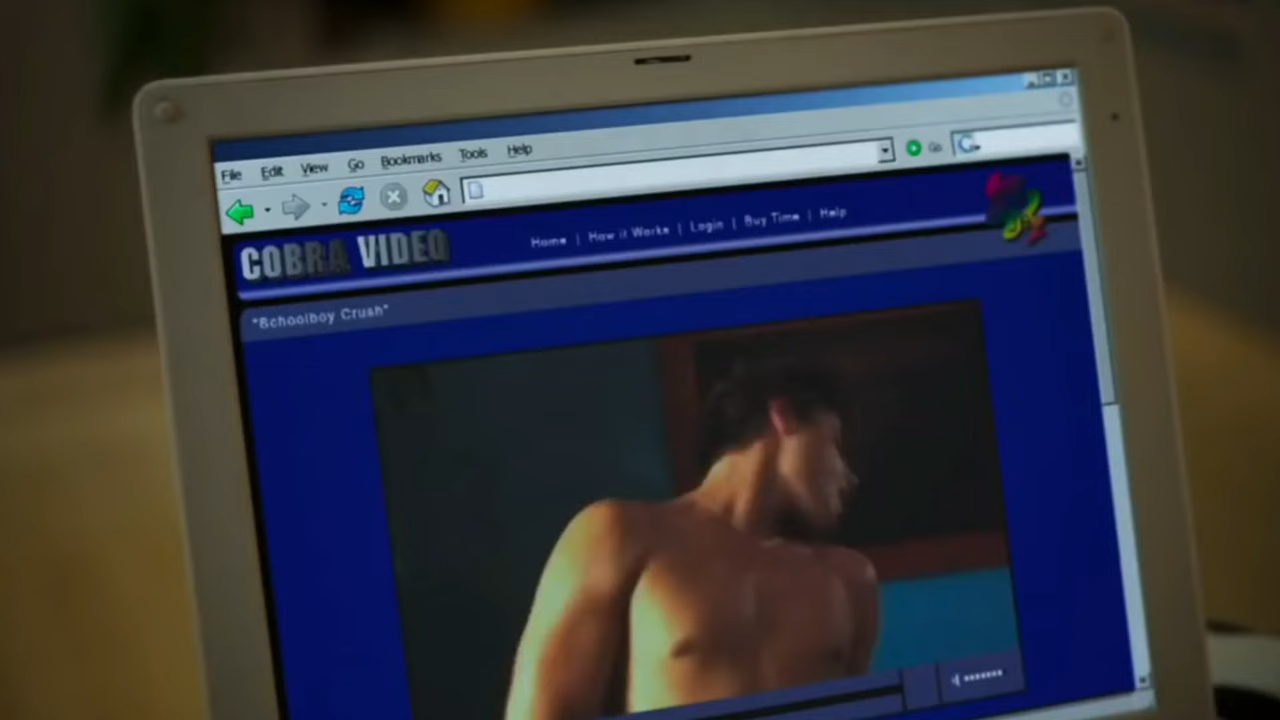 File Edit View Go Bookmarks Tools Help
Go
COBRA VIDEO
Home | How it Works | Login | Buy Time | Help
"Schoolboy Crush"